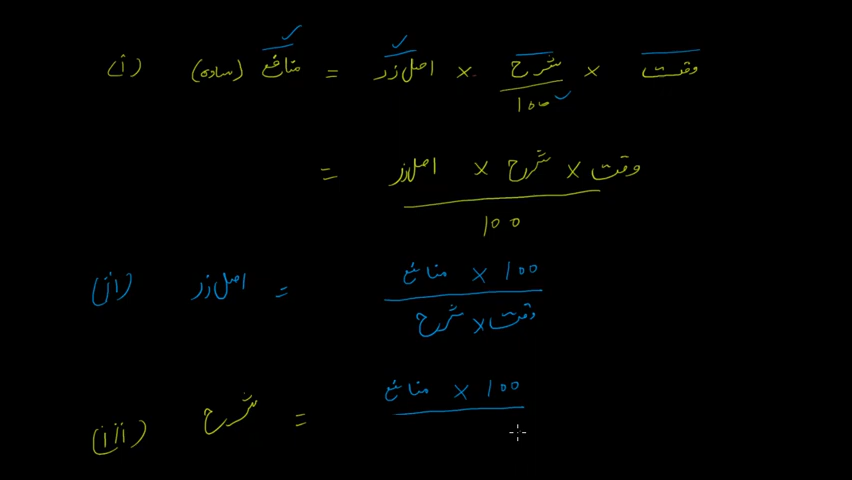 (i) منافع (سادہ) = اصل زر × شرح/100 × وقت
= اصل زر × شرح × وقت
100
(ii) اصل زر = منافع × 100
شرح × وقت
(iii) شرح = منافع × 100